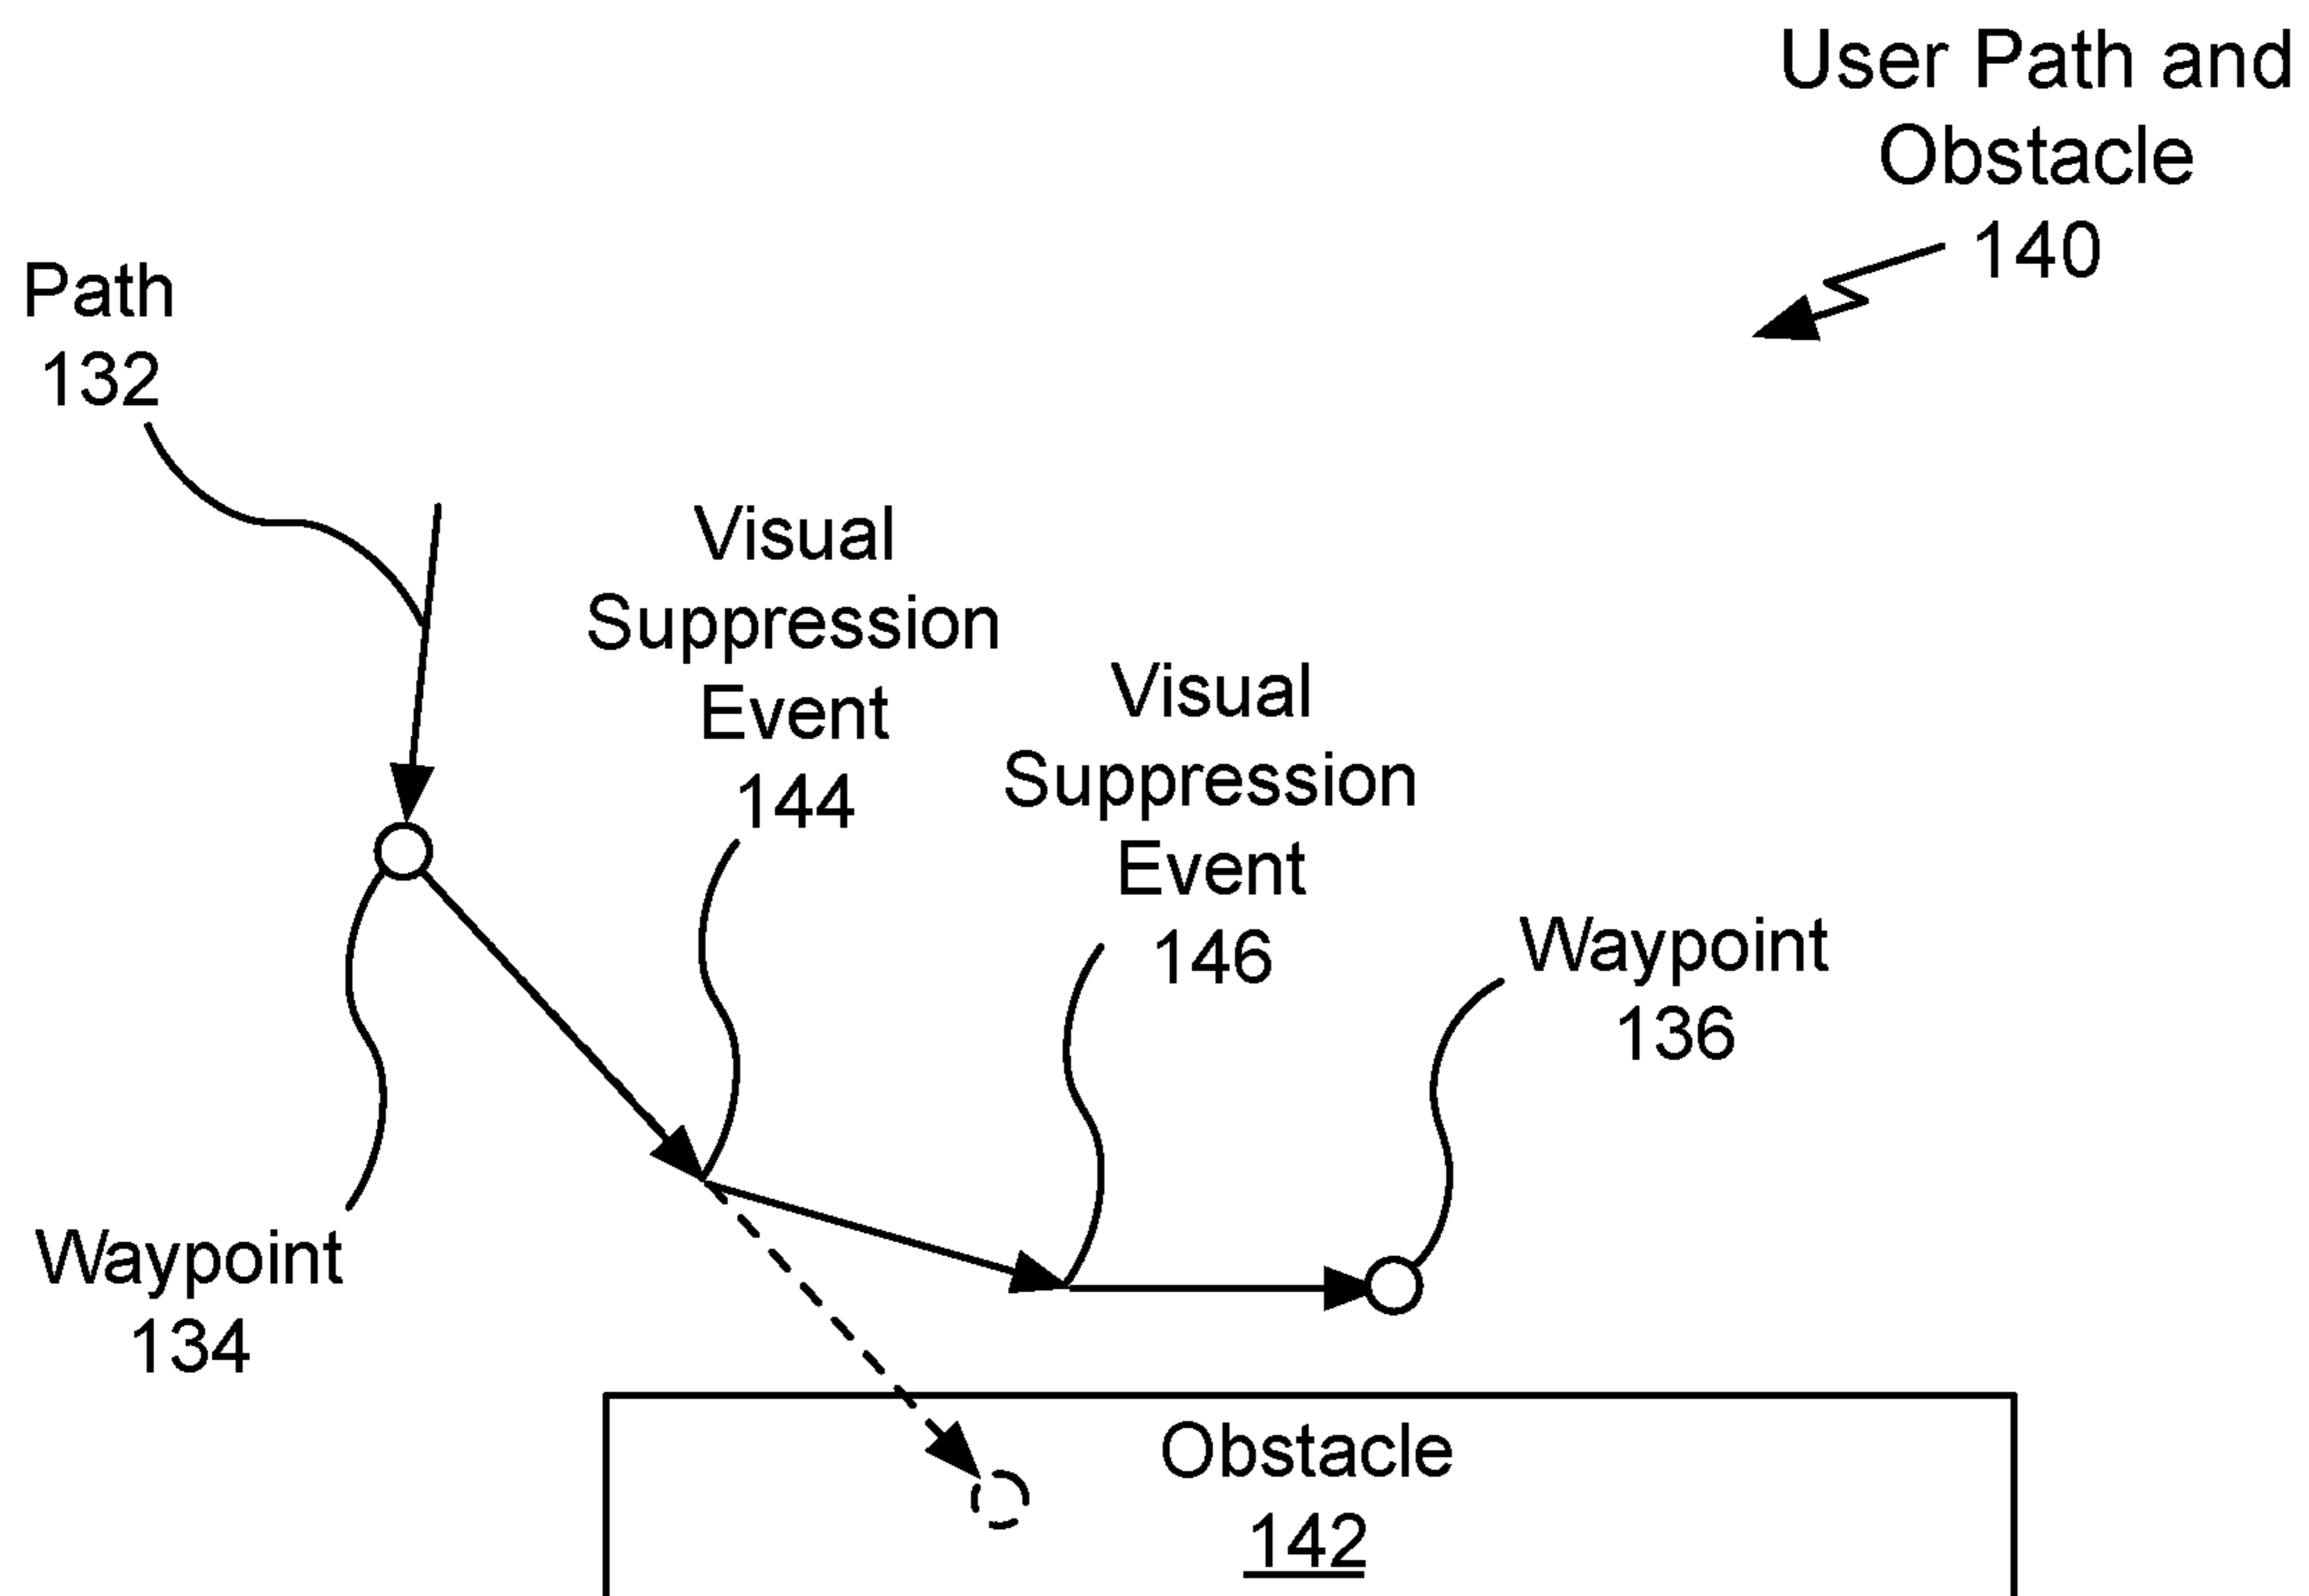 User Path and
Obstacle
140
Path
132
Visual
Suppression
Event
144
Visual
Suppression
Event
146
Waypoint
136
Waypoint
134
Obstacle
142